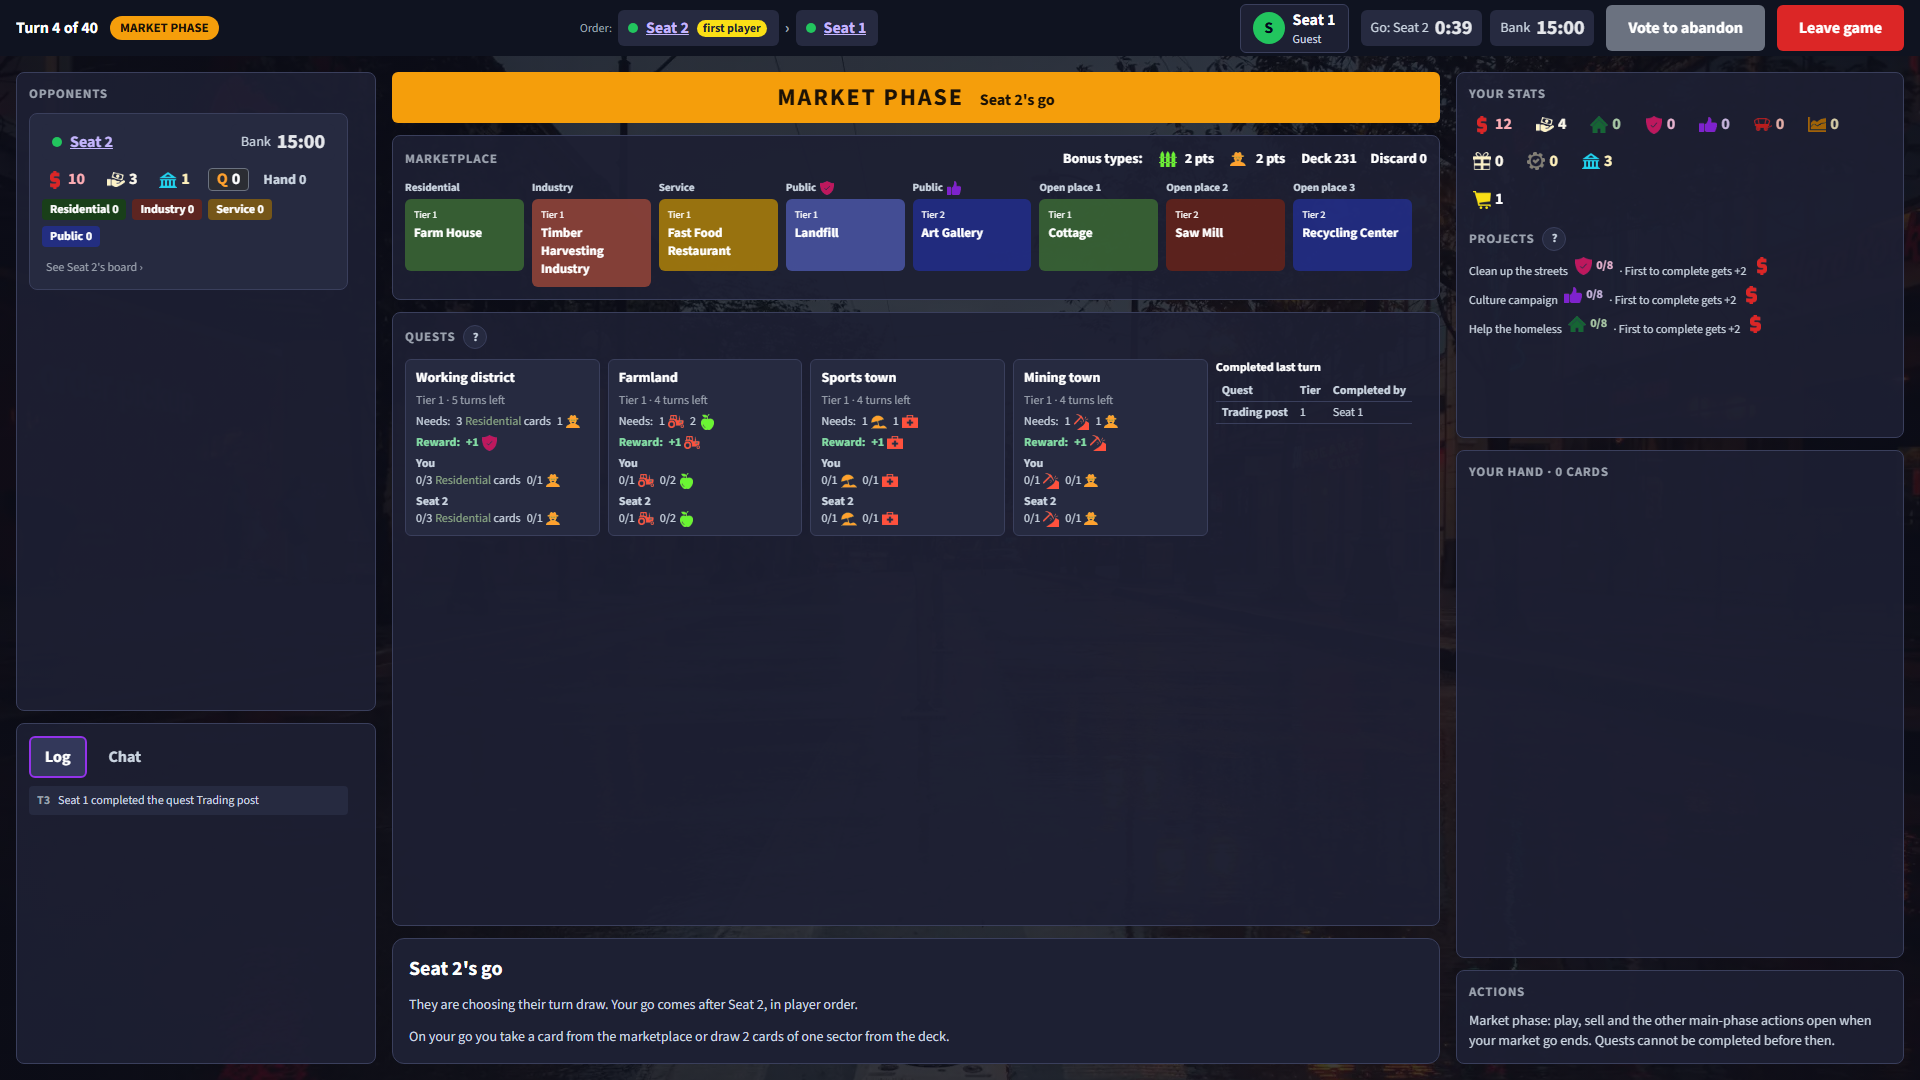 Turn 4 of 40 MARKET PHASE Order: Seat 2 first player › Seat 1 S Seat 1 Guest Go: Seat 2 0:39 Bank 15:00 Vote to abandon Leave game
OPPONENTS
Seat 2 Bank 15:00
10 3 1 Q 0 Hand 0
Residential 0 Industry 0 Service 0
Public 0
See Seat 2's board ›
Log Chat
T3 Seat 1 completed the quest Trading post
MARKET PHASE Seat 2's go
MARKETPLACE Bonus types: 2 pts 2 pts Deck 231 Discard 0
Residential Industry Service Public Public Open place 1 Open place 2 Open place 3
Tier 1
Farm House
Tier 1
Timber
Harvesting
Industry
Tier 1
Fast Food
Restaurant
Tier 1
Landfill
Tier 2
Art Gallery
Tier 1
Cottage
Tier 2
Saw Mill
Tier 2
Recycling Center
QUESTS ?
Working district
Tier 1 · 5 turns left
Needs: 3 Residential cards 1
Reward: +1
You
0/3 Residential cards 0/1
Seat 2
0/3 Residential cards 0/1
Farmland
Tier 1 · 4 turns left
Needs: 1 2
Reward: +1
You
0/1 0/2
Seat 2
0/1 0/2
Sports town
Tier 1 · 4 turns left
Needs: 1 1
Reward: +1
You
0/1 0/1
Seat 2
0/1 0/1
Mining town
Tier 1 · 4 turns left
Needs: 1 1
Reward: +1
You
0/1 0/1
Seat 2
0/1 0/1
Completed last turn
Quest Tier Completed by
Trading post 1 Seat 1
Seat 2's go
They are choosing their turn draw. Your go comes after Seat 2, in player order.
On your go you take a card from the marketplace or draw 2 cards of one sector from the deck.
YOUR STATS
12 4 0 0 0 0 0
0 0 3
1
PROJECTS ?
Clean up the streets 0/8 · First to complete gets +2
Culture campaign 0/8 · First to complete gets +2
Help the homeless 0/8 · First to complete gets +2
YOUR HAND · 0 CARDS
ACTIONS
Market phase: play, sell and the other main-phase actions open when
your market go ends. Quests cannot be completed before then.